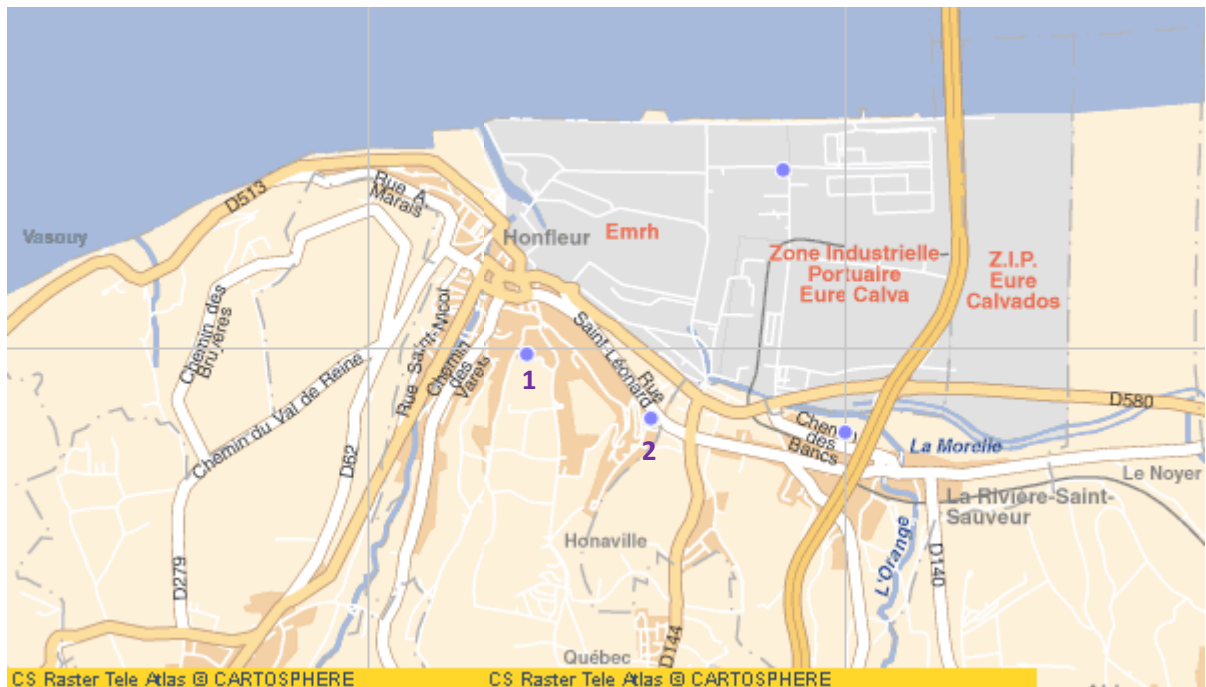 D513
Rue A.
Marais
Vasouy
Honfleur
Emrh
Zone Industrielle
Portuaire
Eure Calva
Z.I.P.
Eure
Calvados
Chemin des
Bruyères
Rue Saint-Nicol
Chemin
des
Varets
Saint-Léonard
Rue
1
Chemin du Val de Reine
D62
2
D580
des
Bancs
La Morelle
Le Noyer
La Rivière-Saint-
Sauveur
L'Orange
D140
Honaville
D279
D144
Québec
CS Raster Tele Atlas © CARTOSPHERE
CS Raster Tele Atlas © CARTOSPHERE